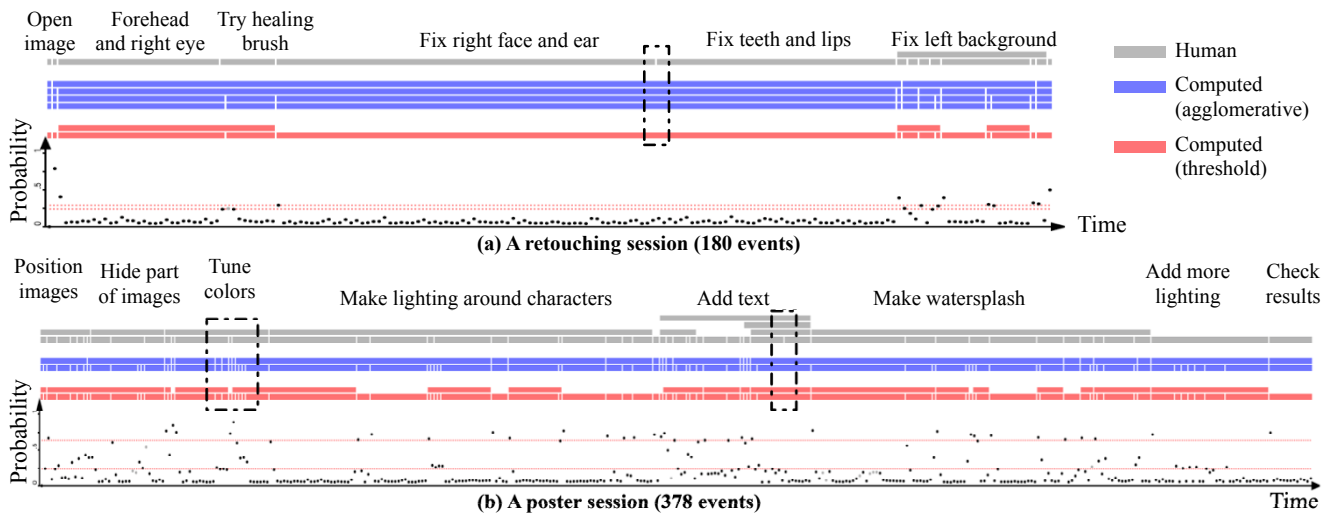 Open
image
Forehead
and right eye
Try healing
brush
Fix right face and ear
Fix teeth and lips
Fix left background
Human
Computed
(agglomerative)
Computed
(threshold)
Probability
1
.5
0
Time
(a) A retouching session (180 events)
Position
images
Hide part
of images
Tune
colors
Make lighting around characters
Add text
Make watersplash
Add more
lighting
Check
results
Probability
1
.5
0
(b) A poster session (378 events)
Time